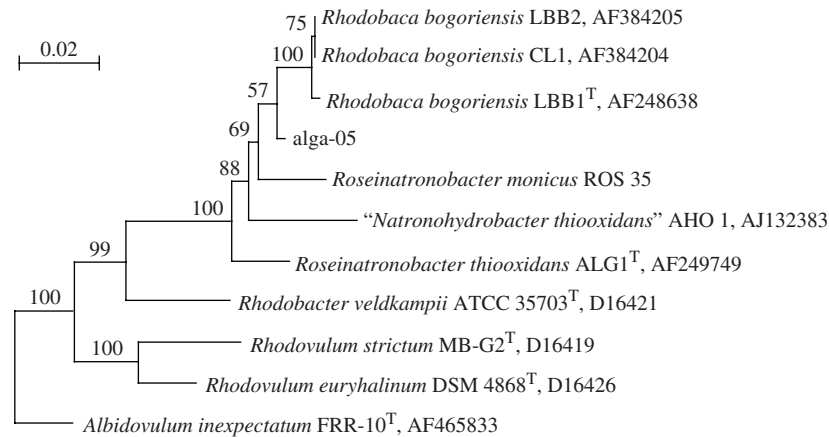 75
Rhodobaca bogoriensis LBB2, AF384205
0.02
100
Rhodobaca bogoriensis CL1, AF384204
57
Rhodobaca bogoriensis LBB1T, AF248638
69
alga-05
88
Roseinatronobacter monicus ROS 35
100
“Natronohydrobacter thiooxidans” AHO 1, AJ132383
99
Roseinatronobacter thiooxidans ALG1T, AF249749
100
Rhodobacter veldkampii ATCC 35703T, D16421
100
Rhodovulum strictum MB-G2T, D16419
Rhodovulum euryhalinum DSM 4868T, D16426
Albidovulum inexpectatum FRR-10T, AF465833